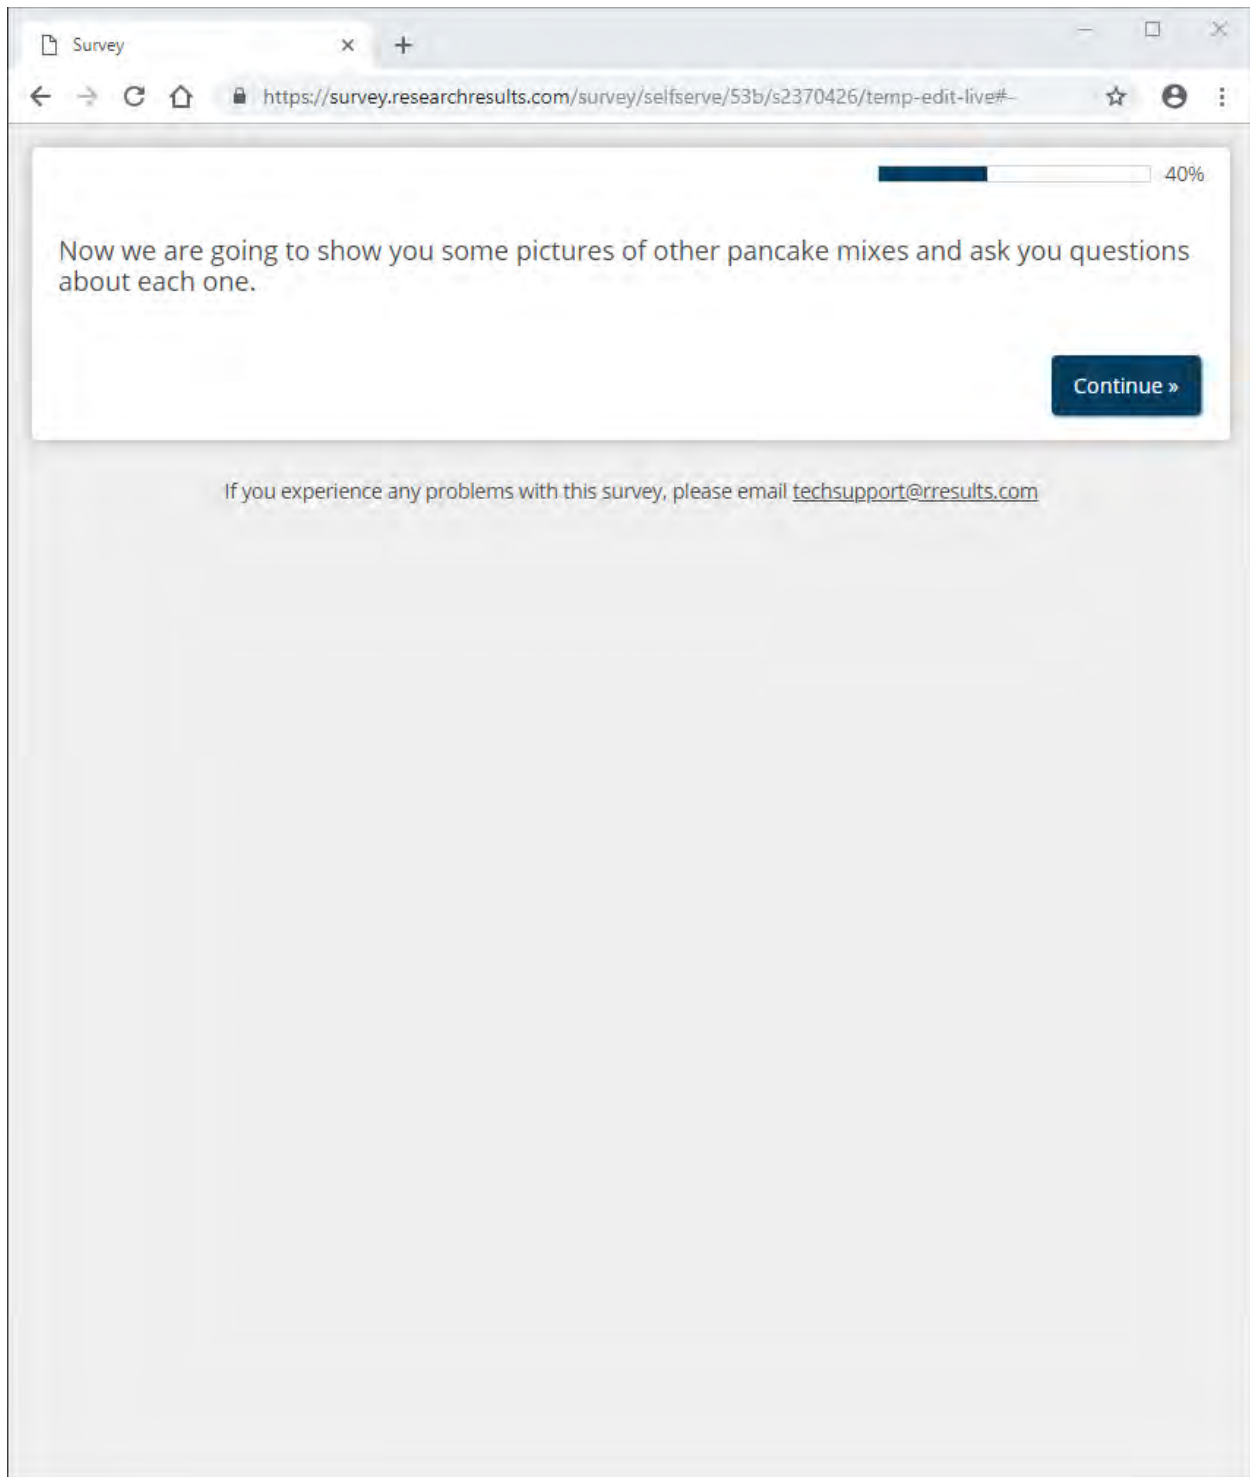 Survey
https://survey.researchresults.com/survey/selfserve/53b/s2370426/temp-edit-live#-
40%
Now we are going to show you some pictures of other pancake mixes and ask you questions
about each one.
Continue »
If you experience any problems with this survey, please email techsupport@rresults.com